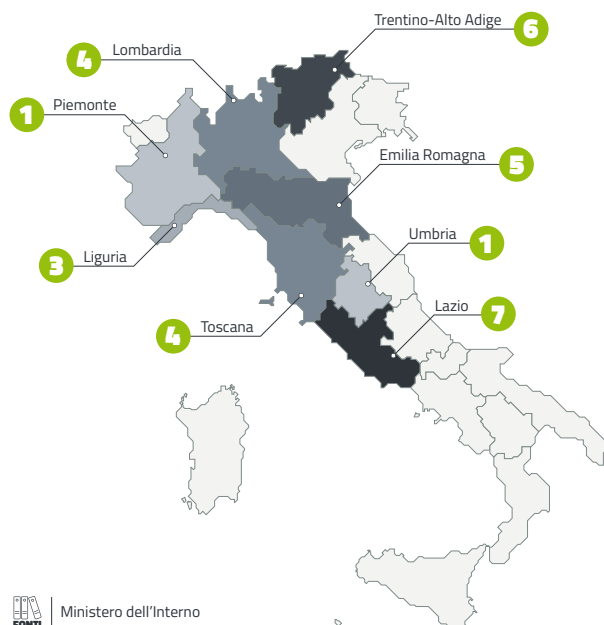 Trentino-Alto Adige 6
4 Lombardia
1 Piemonte
Emilia Romagna 5
Umbria 1
3 Liguria
Lazio 7
4 Toscana
FONTI
Ministero dell'Interno